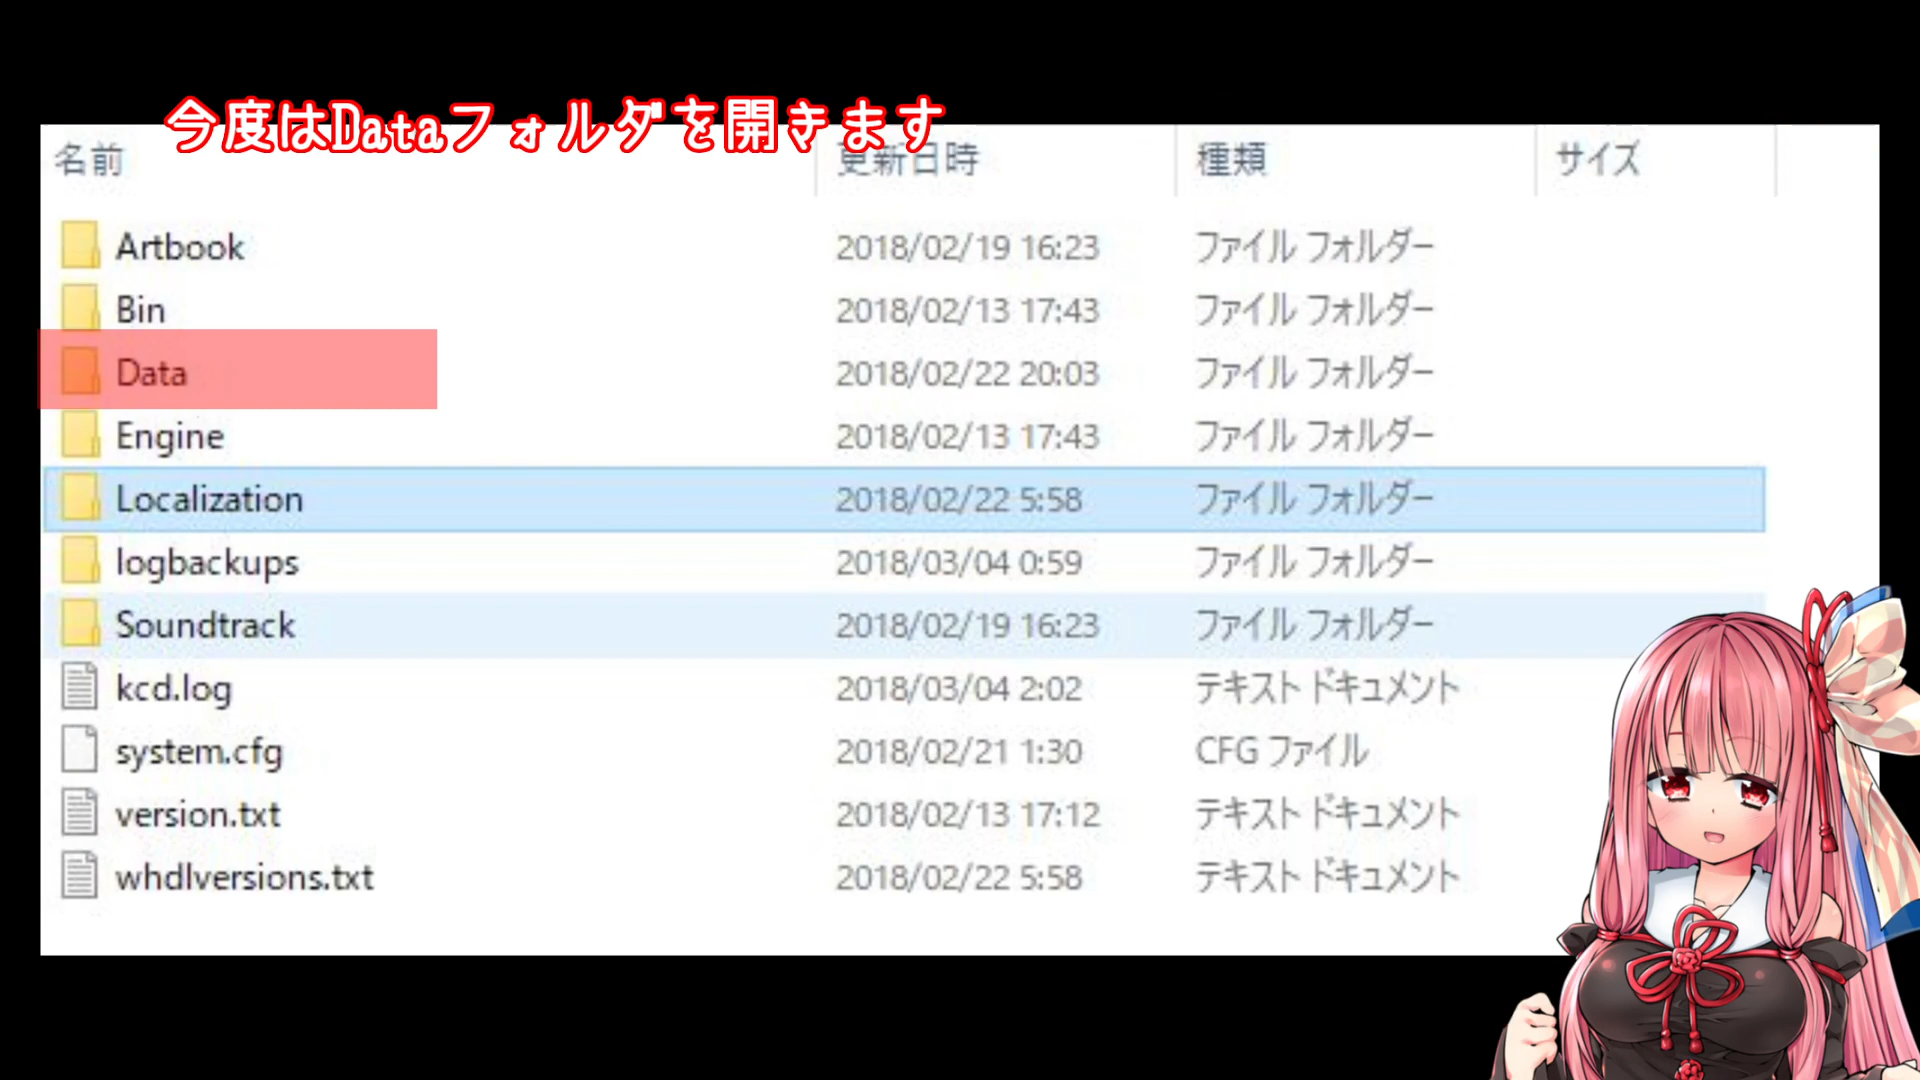 今度はDataフォルダを開きます
名前 更新日時 種類 サイズ
Artbook 2018/02/19 16:23 ファイル フォルダー
Bin 2018/02/13 17:43 ファイル フォルダー
Data 2018/02/22 20:03 ファイル フォルダー
Engine 2018/02/13 17:43 ファイル フォルダー
Localization 2018/02/22 5:58 ファイル フォルダー
logbackups 2018/03/04 0:59 ファイル フォルダー
Soundtrack 2018/02/19 16:23 ファイル フォルダー
kcd.log 2018/03/04 2:02 テキスト ドキュメント
system.cfg 2018/02/21 1:30 CFG ファイル
version.txt 2018/02/13 17:12 テキスト ドキュメント
whdlversions.txt 2018/02/22 5:58 テキスト ドキュメント